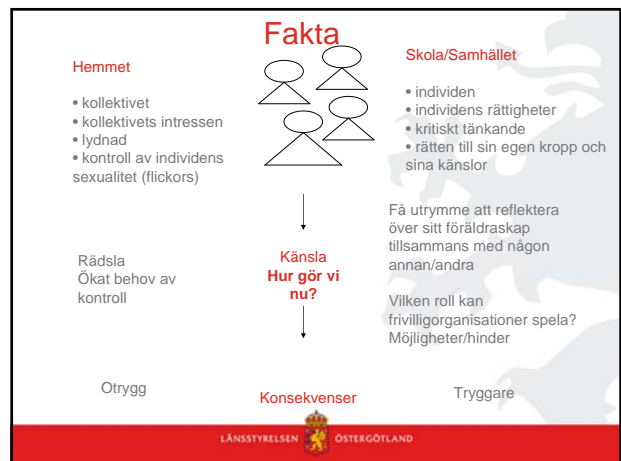 Fakta
Hemmet
• kollektivet
• kollektivets intressen
• lydnad
• kontroll av individens
sexualitet (flickors)
Skola/Samhället
• individen
• individens rättigheter
• kritiskt tänkande
• rätten till sin egen kropp och
sina känslor
Rädsla
Ökat behov av
kontroll
Känsla
Hur gör vi
nu?
Få utrymme att reflektera
över sitt föräldraskap
tillsammans med någon
annan/andra
Vilken roll kan
frivilligorganisationer spela?
Möjligheter/hinder
Otrygg
Konsekvenser
Tryggare
LÄNSSTYRELSEN ÖSTERGÖTLAND